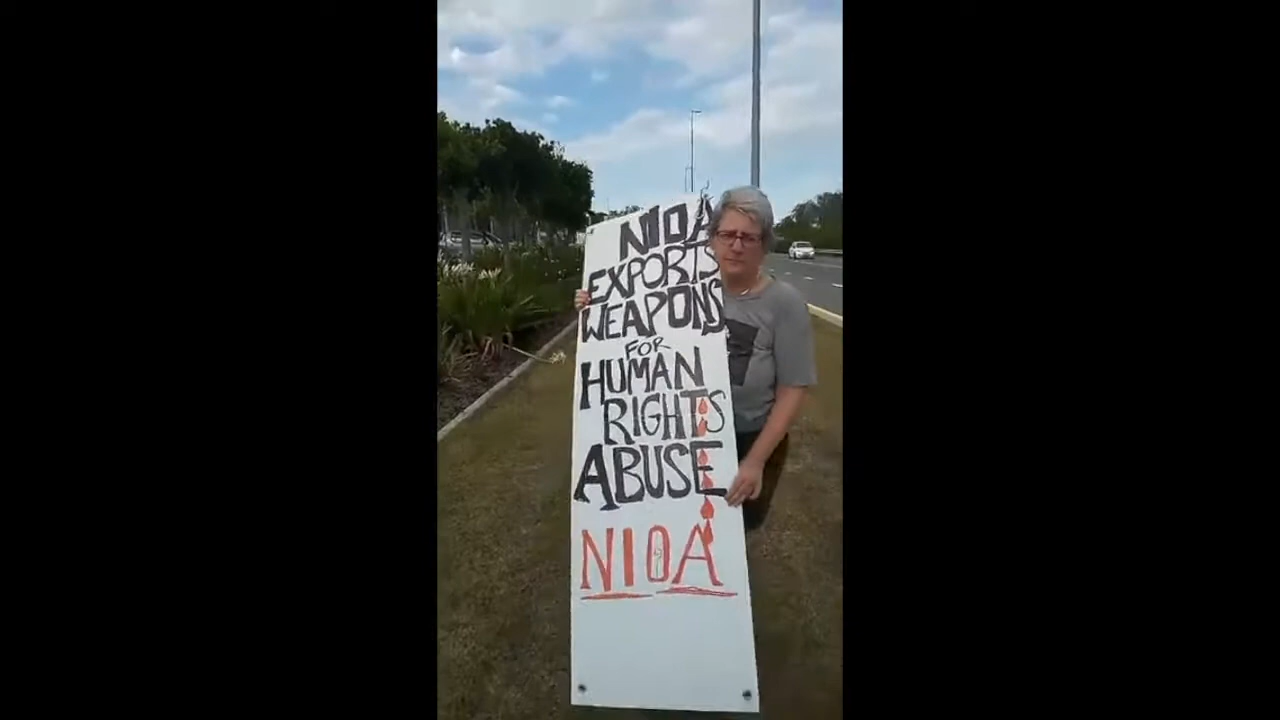 NIOA
EXPORTS
WEAPONS
FOR
HUMAN
RIGHTS
ABUSE
NIOA